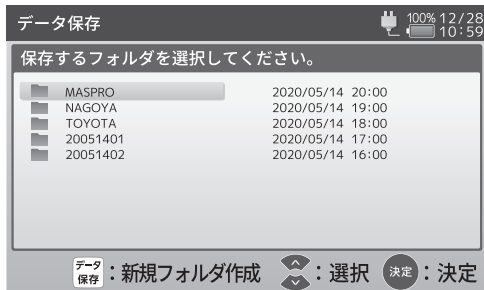 データ保存
100% 12/28
10:59
保存するフォルダを選択してください。
MASPRO 2020/05/14 20:00
NAGOYA 2020/05/14 19:00
TOYOTA 2020/05/14 18:00
20051401 2020/05/14 17:00
20051402 2020/05/14 16:00
データ保存：新規フォルダ作成 ：選択 決定：決定